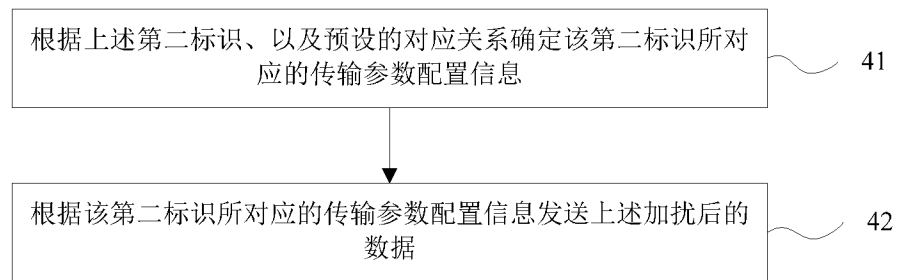 根据上述第二标识、以及预设的对应关系确定该第二标识所对
应的传输参数配置信息
41
根据该第二标识所对应的传输参数配置信息发送上述加扰后的
数据
42